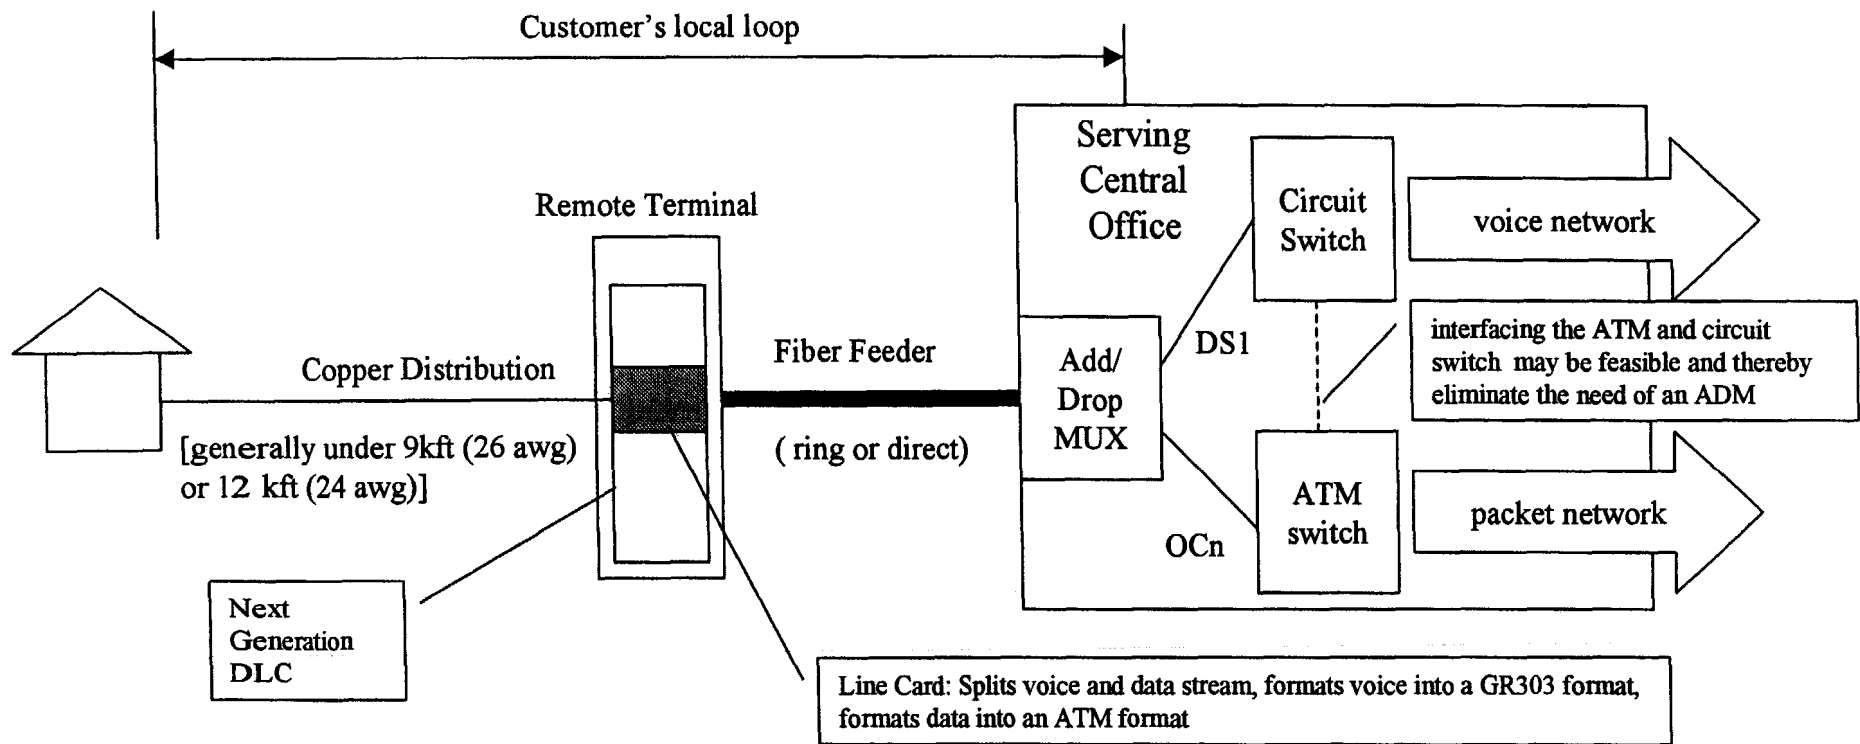 Customer's local loop
Serving
Central
Office
Circuit
Switch
voice network
Remote Terminal
Copper Distribution
Fiber Feeder
Add/
Drop
MUX
DS1
interfacing the ATM and circuit
switch may be feasible and thereby
eliminate the need of an ADM
[generally under 9kft (26 awg)
or 12 kft (24 awg)]
( ring or direct)
OCn
ATM
switch
packet network
Next
Generation
DLC
Line Card: Splits voice and data stream, formats voice into a GR303 format,
formats data into an ATM format